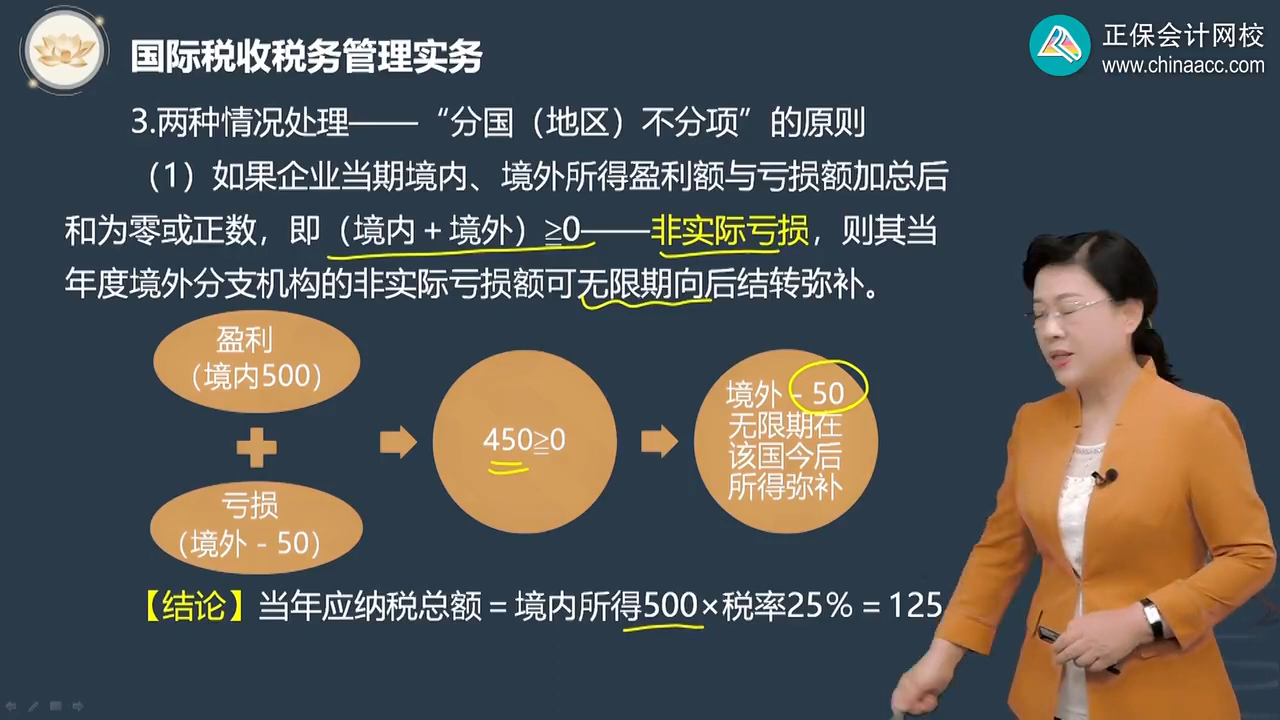 国际税收税务管理实务
正保会计网校
www.chinaacc.com
3.两种情况处理——“分国（地区）不分项”的原则
（1）如果企业当期境内、境外所得盈利额与亏损额加总后
和为零或正数，即（境内＋境外）≧0——非实际亏损，则其当
年度境外分支机构的非实际亏损额可无限期向后结转弥补。
盈利
（境内500）
亏损
（境外－50）
450≧0
境外－50
无限期在
该国今后
所得弥补
【结论】当年应纳税总额＝境内所得500×税率25%＝125